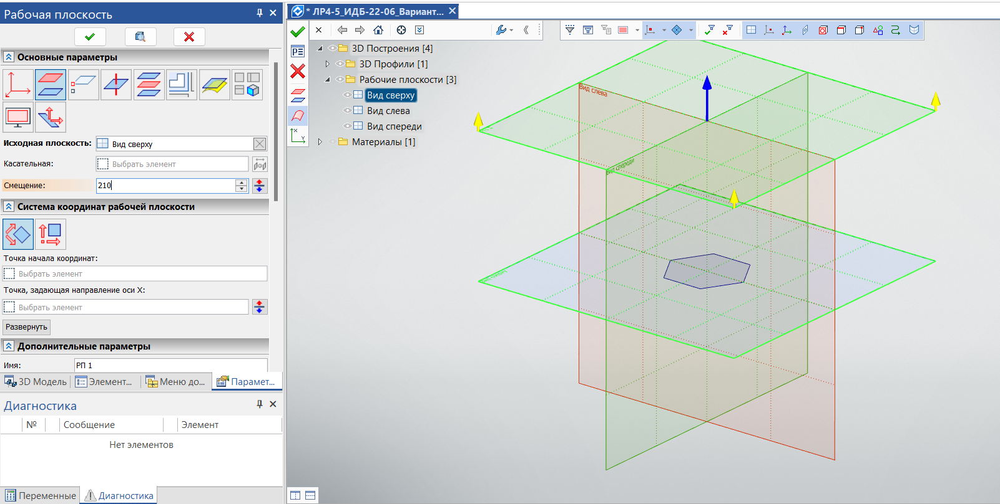 Рабочая плоскость
Основные параметры
Исходная плоскость:
Вид сверху
Касательная:
Выбрать элемент
Смещение:
210
Система координат рабочей плоскости
Точка начала координат:
Выбрать элемент
Точка, задающая направление оси X:
Выбрать элемент
Развернуть
Дополнительные параметры
Имя:
РП 1
3D Модель
Элемент...
Меню до...
Парамет...
Диагностика
№
Сообщение
Элемент
Нет элементов
Переменные
Диагностика
* ЛР4-5_ИДБ-22-06_Вариант...
3D Построения [4]
3D Профили [1]
Рабочие плоскости [3]
Вид сверху
Вид слева
Вид спереди
Материалы [1]
Вид слева
Вид спереди